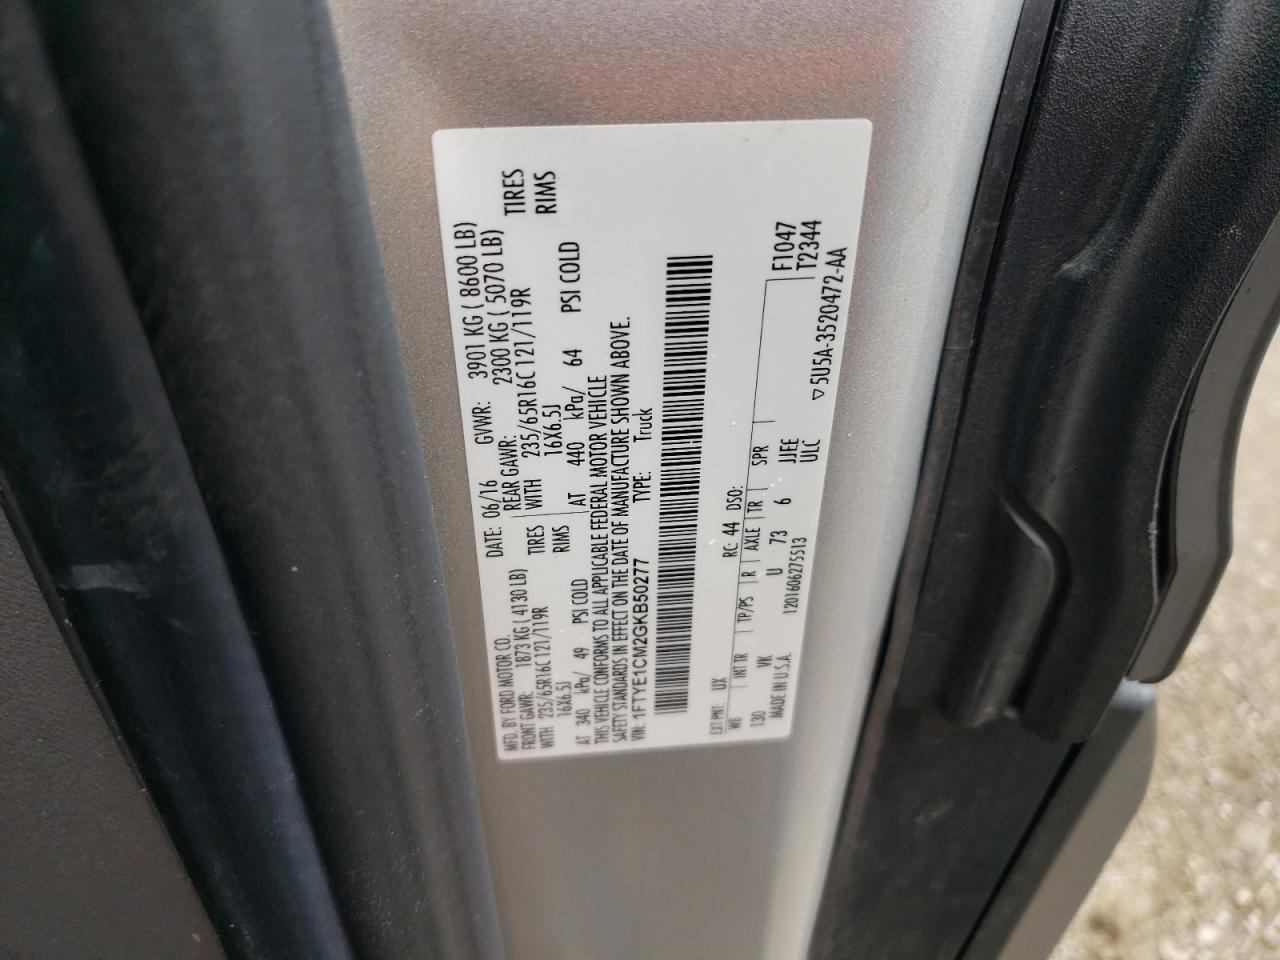 MFD. BY FORD MOTOR CO. DATE: 06/16 GVWR: 3901 KG ( 8600 LB)
FRONT GAWR: 1873 KG ( 4130 LB) REAR GAWR: 2300 KG ( 5070 LB)
WITH 235/65R16C 121/119R TIRES WITH 235/65R16C 121/119R TIRES
16X6.5J RIMS 16X6.5J RIMS
AT 340 kPa/ 49 PSI COLD AT 440 kPa/ 64 PSI COLD
THIS VEHICLE CONFORMS TO ALL APPLICABLE FEDERAL MOTOR VEHICLE
SAFETY STANDARDS IN EFFECT ON THE DATE OF MANUFACTURE SHOWN ABOVE.
VIN: 1FTYE1CM2GKB50277 TYPE: Truck
EXT PNT: UX RC: 44 DSO:
WB INT TR TP/PS R AXLE TR SPR F1047
130 VK U 73 6 JJEE T2344
MADE IN U.S.A. 12016062755​13 ULC ▽5U5A-3520472-AA